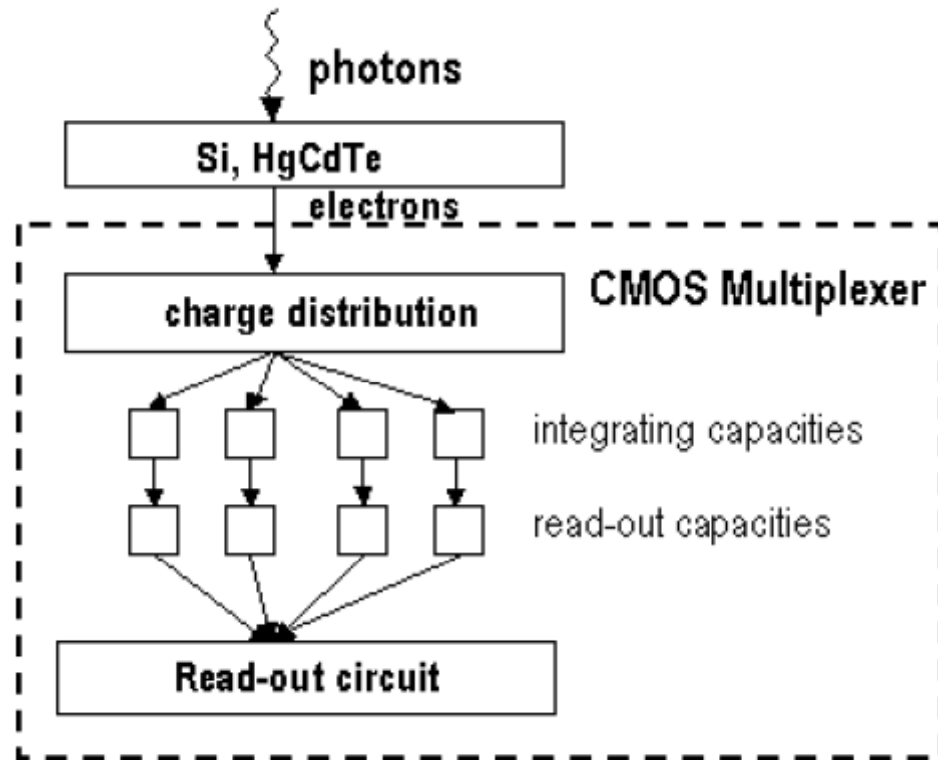 photons
Si, HgCdTe
electrons
CMOS Multiplexer
charge distribution
integrating capacities
read-out capacities
Read-out circuit